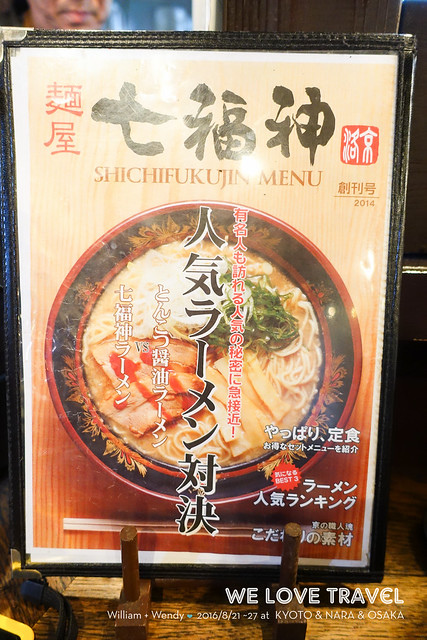 麺屋
七福神
京洛
SHICHIFUKUJIN MENU
創刊号
2014
有名人も訪れる人気の秘密に急接近!
人気ラーメン対決
とんこつ醤油ラーメン
VS
七福神ラーメン
やっぱり、定食
お得なセットメニューを紹介
気になる
BEST3
ラーメン
人気ランキング
京の職人魂
こだわりの素材
WE LOVE TRAVEL
William + Wendy ♥ 2016/8/21 -27 at KYOTO & NARA & OSAKA